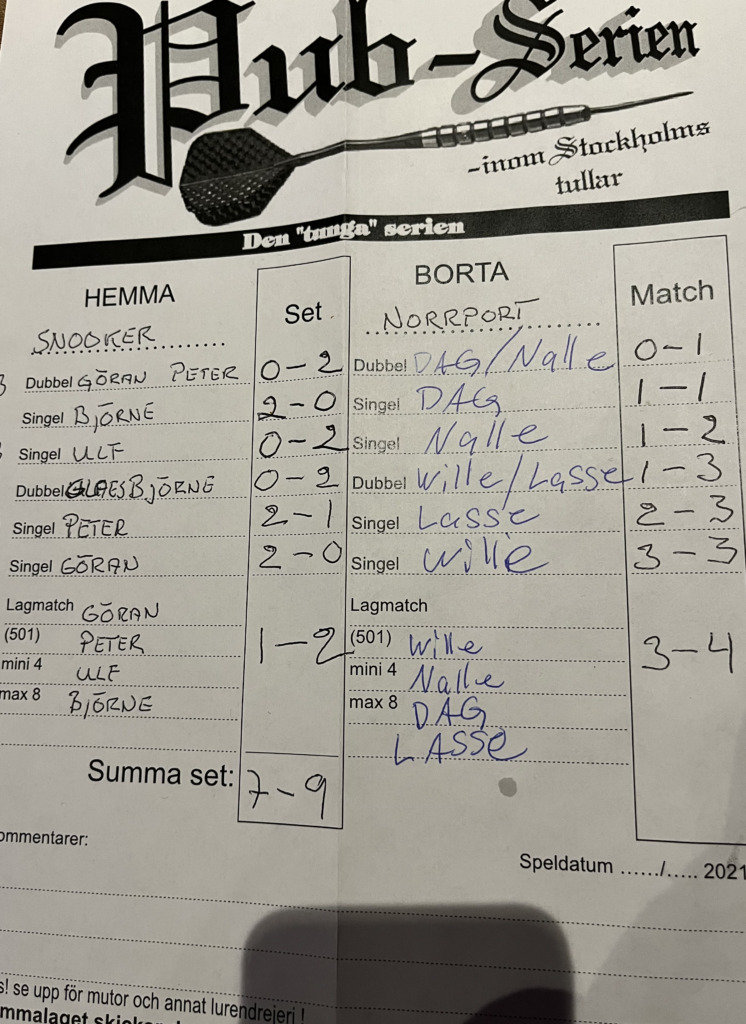 Pub-Serien
-inom Stockholms
tullar
Den "tunga" serien
HEMMA Set BORTA Match
SNOOKER NORRPORT
Dubbel GÖRAN PETER 0-2 Dubbel DAG/Nalle 0-1
Singel BJÖRNE 2-0 Singel DAG 1-1
Singel ULF 0-2 Singel Nalle 1-2
Dubbel CLAES BJÖRNE 0-2 Dubbel Wille/Lasse 1-3
Singel PETER 2-1 Singel Lasse 2-3
Singel GÖRAN 2-0 Singel Wille 3-3
Lagmatch GÖRAN Lagmatch
(501) PETER 1-2 (501) Wille 3-4
mini 4 ULF mini 4 Nalle
max 8 BJÖRNE max 8 DAG
LASSE
Summa set: 7-9
ommentarer:
Speldatum ....../..... 2021
s! se upp för mutor och annat lurendrejeri !